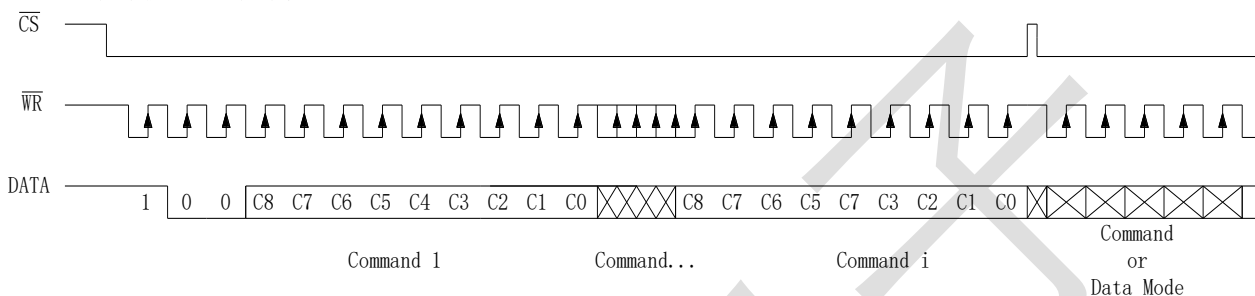 CS
WR
DATA 1 0 0 C8 C7 C6 C5 C4 C3 C2 C1 C0 C8 C7 C6 C5 C7 C3 C2 C1 C0
Command 1 Command... Command i Command
or
Data Mode